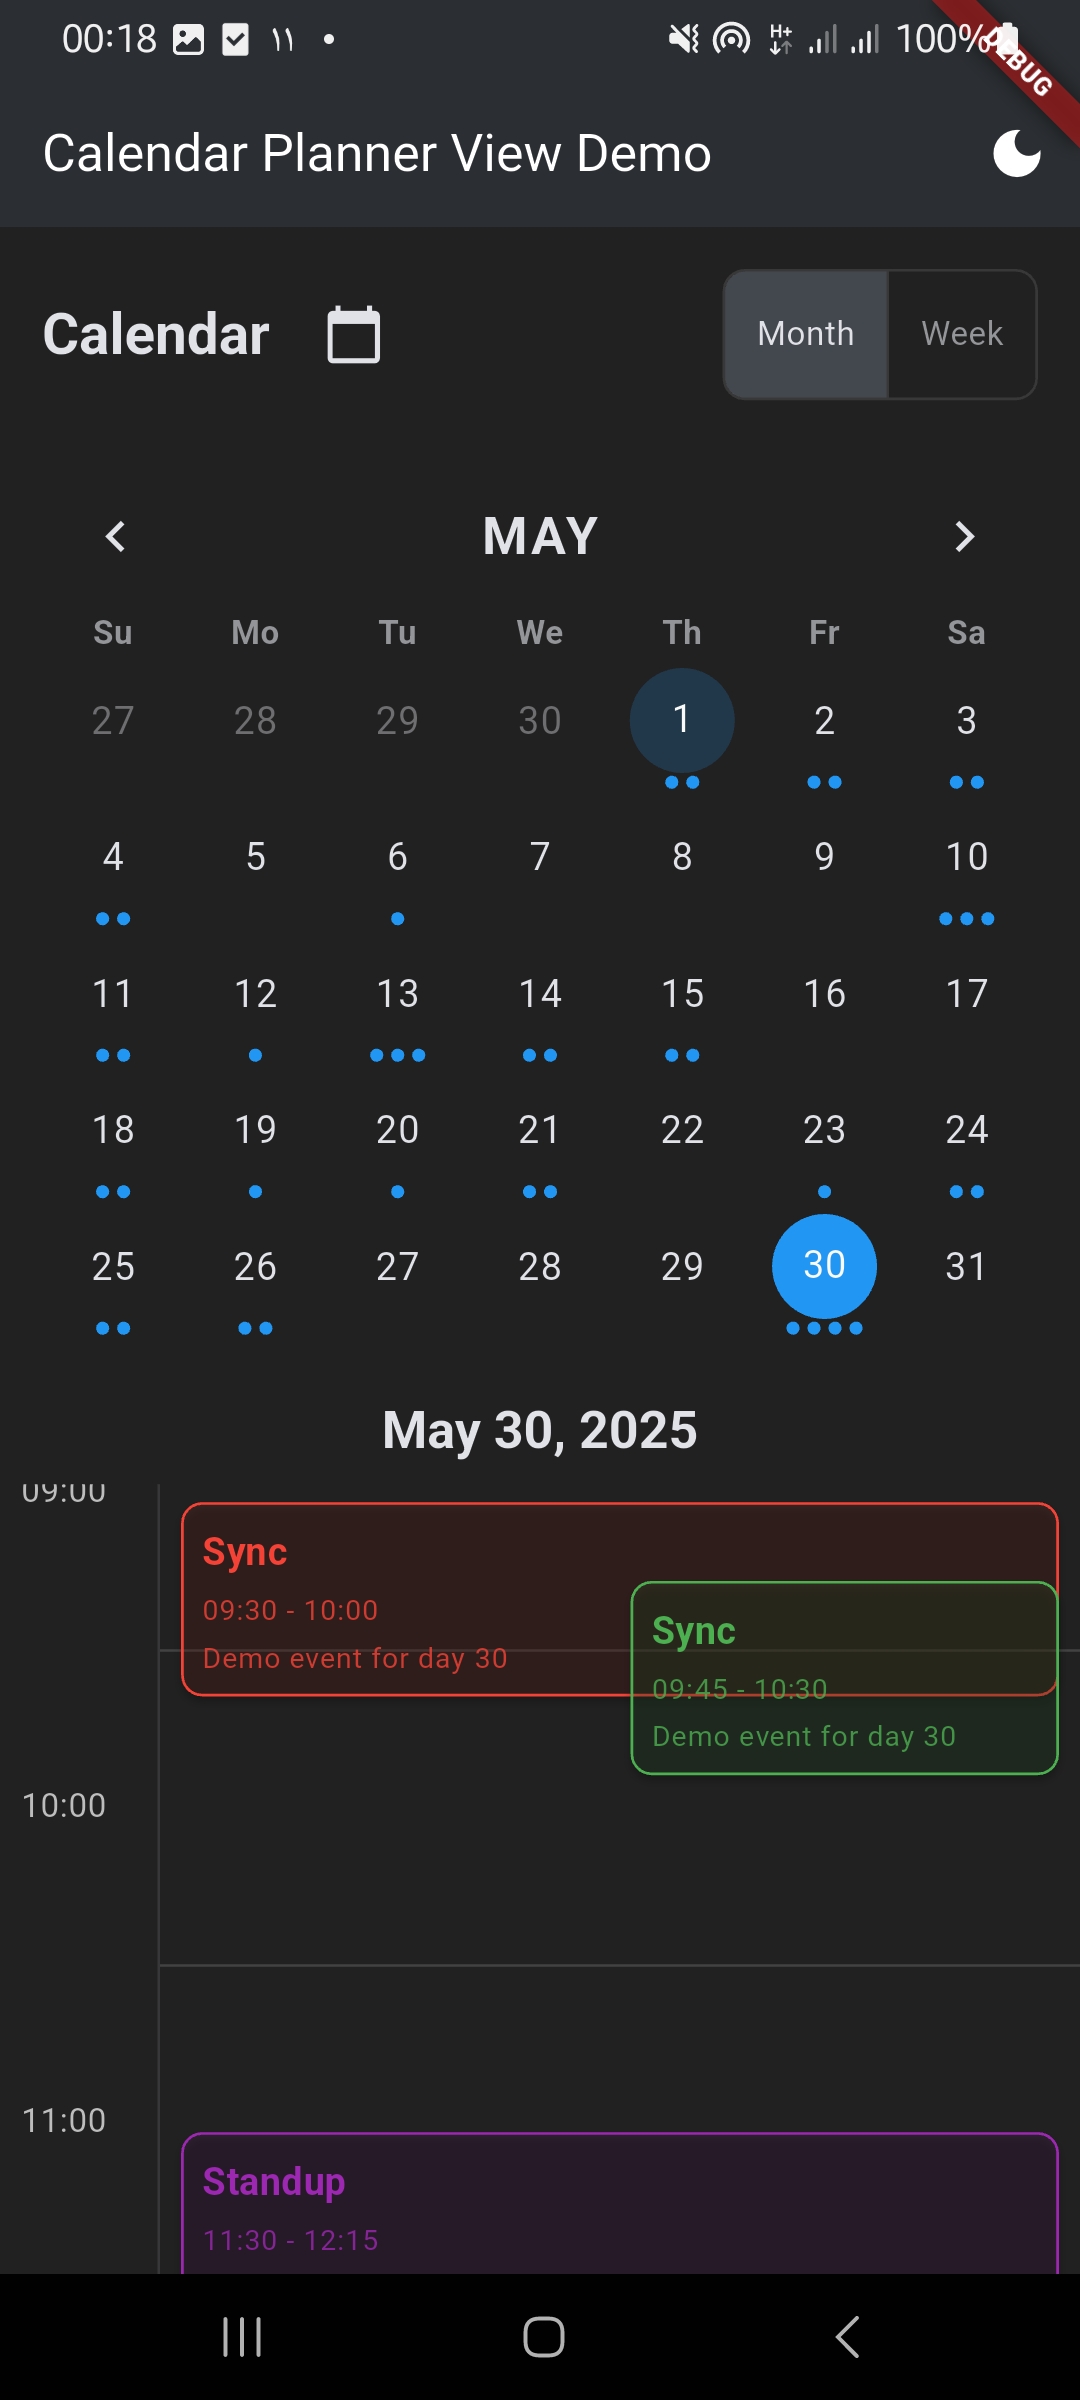 00:18 ١١ H+ 100%
DEBUG
Calendar Planner View Demo
Calendar Month Week
MAY
Su Mo Tu We Th Fr Sa
27 28 29 30 1 2 3
4 5 6 7 8 9 10
11 12 13 14 15 16 17
18 19 20 21 22 23 24
25 26 27 28 29 30 31
May 30, 2025
09:00
Sync
09:30 - 10:00
Demo event for day 30
Sync
09:45 - 10:30
Demo event for day 30
10:00
11:00
Standup
11:30 - 12:15